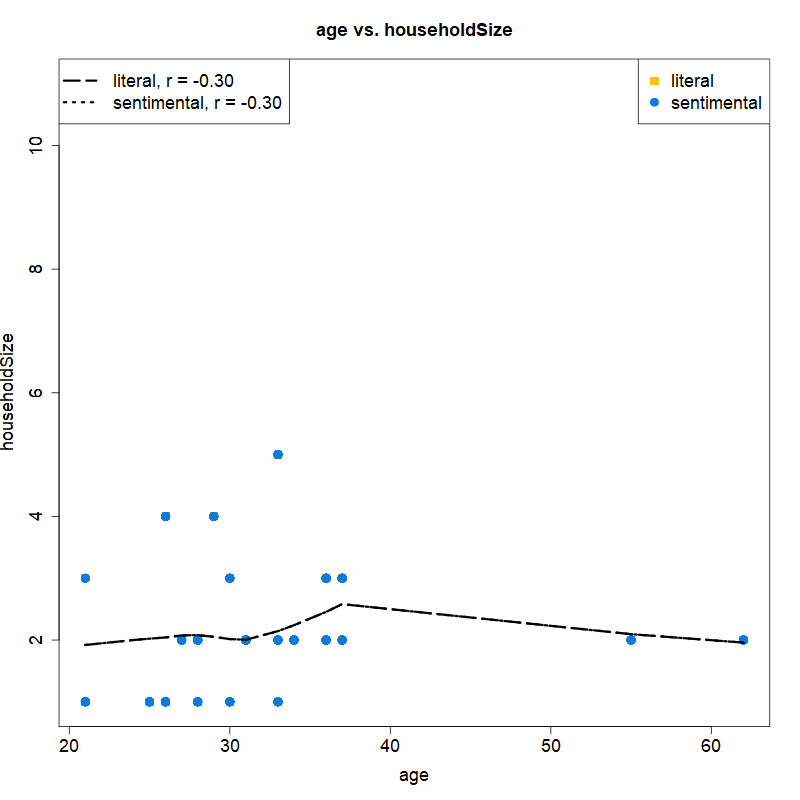 age vs. householdSize
literal, r = -0.30
sentimental, r = -0.30
literal
sentimental
householdSize
10
8
6
4
2
20 30 40 50 60
age